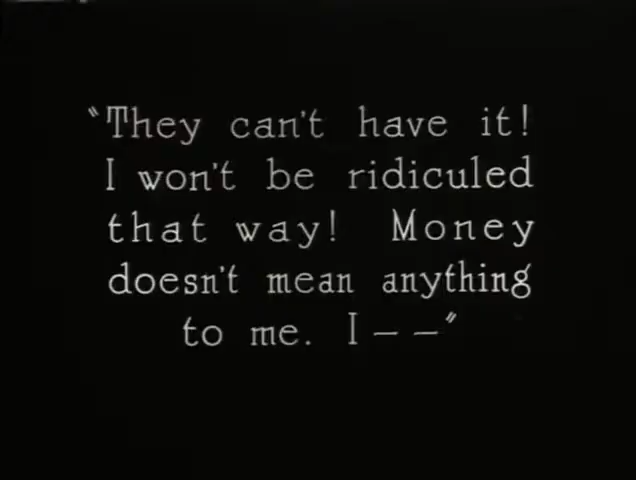 "They can't have it!
I won't be ridiculed
that way! Money
doesn't mean anything
to me. I — —"